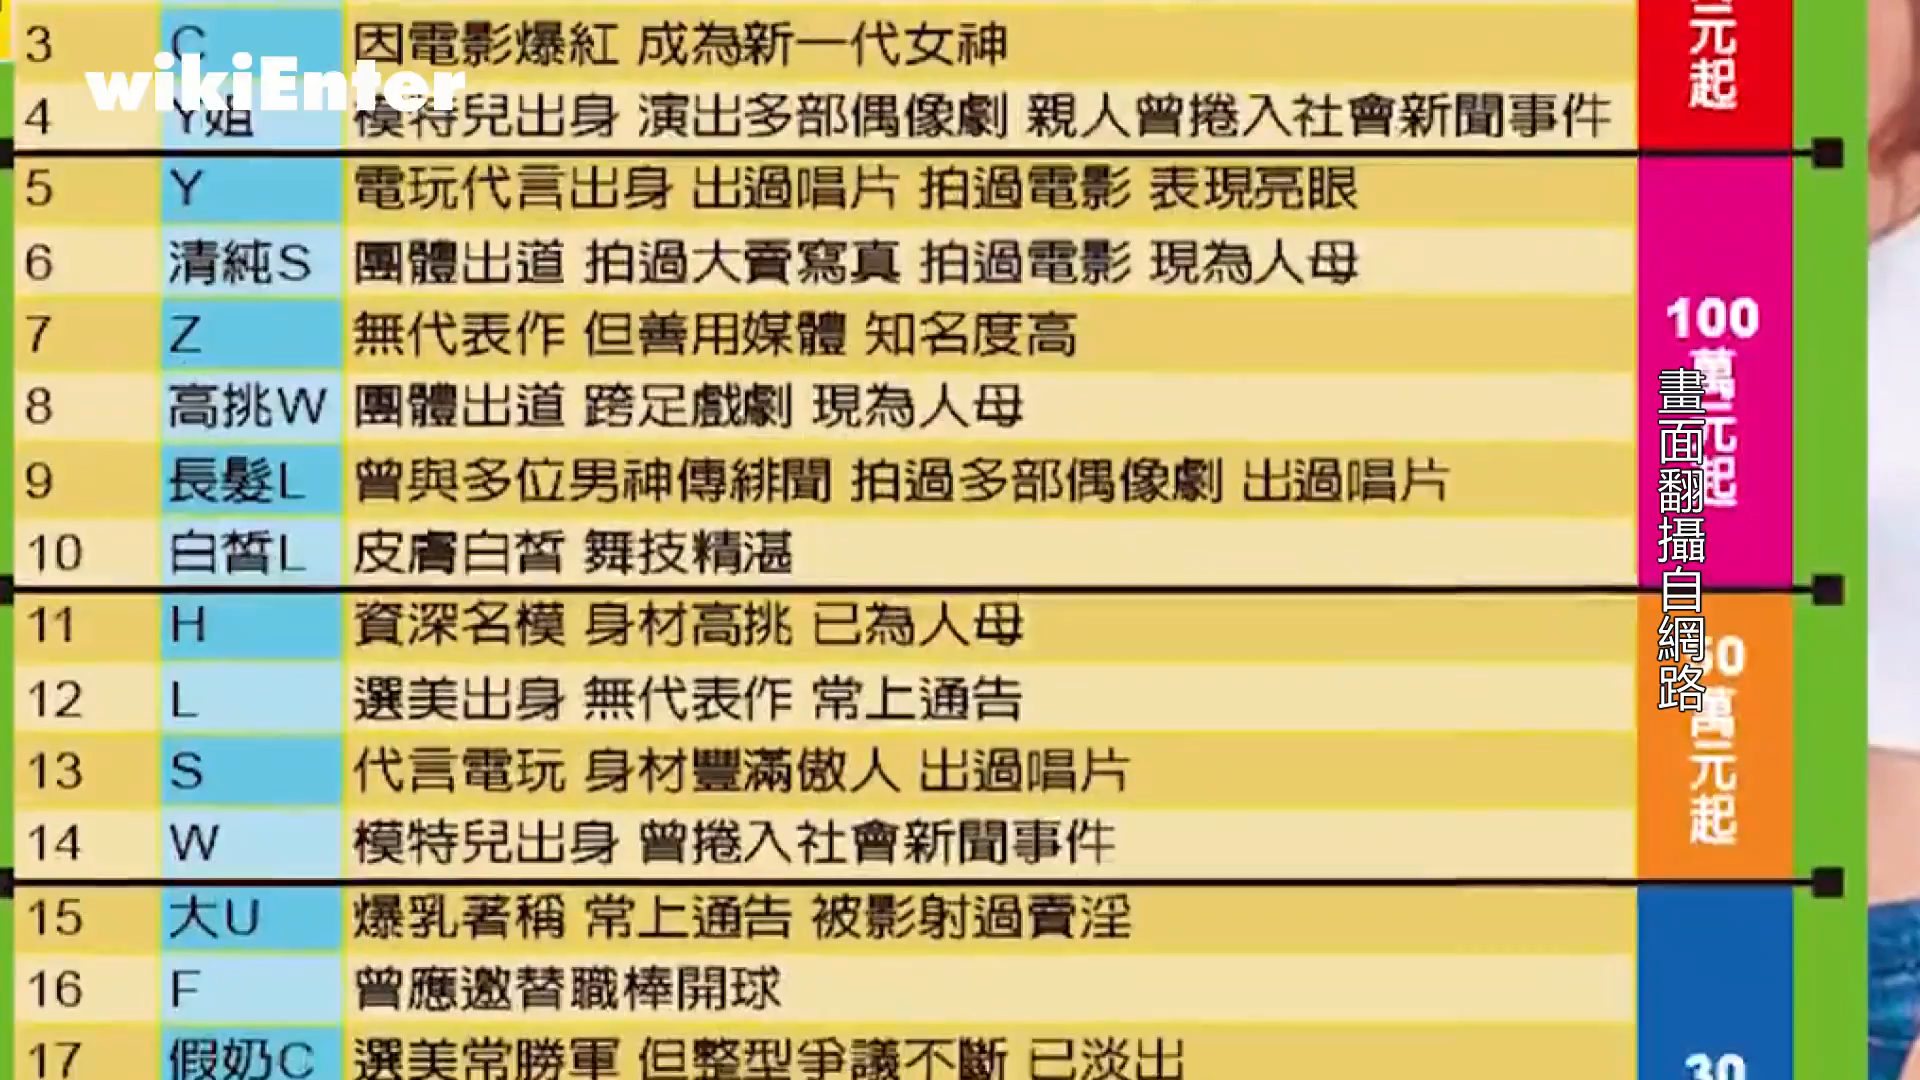 3 C 因電影爆紅 成為新一代女神
wikiEnter
4 Y姐 模特兒出身 演出多部偶像劇 親人曾捲入社會新聞事件
元起
5 Y 電玩代言出身 出過唱片 拍過電影 表現亮眼
6 清純S 團體出道 拍過大賣寫真 拍過電影 現為人母
7 Z 無代表作 但善用媒體 知名度高
8 高挑W 團體出道 跨足戲劇 現為人母
9 長髮L 曾與多位男神傳緋聞 拍過多部偶像劇 出過唱片
10 白皙L 皮膚白皙 舞技精湛
100萬元起
11 H 資深名模 身材高挑 已為人母
12 L 選美出身 無代表作 常上通告
13 S 代言電玩 身材豐滿傲人 出過唱片
14 W 模特兒出身 曾捲入社會新聞事件
50萬元起
15 大U 爆乳著稱 常上通告 被影射過賣淫
16 F 曾應邀替職棒開球
17 假奶C 選美常勝軍 但整型爭議不斷 已淡出
30
畫面翻攝自網路